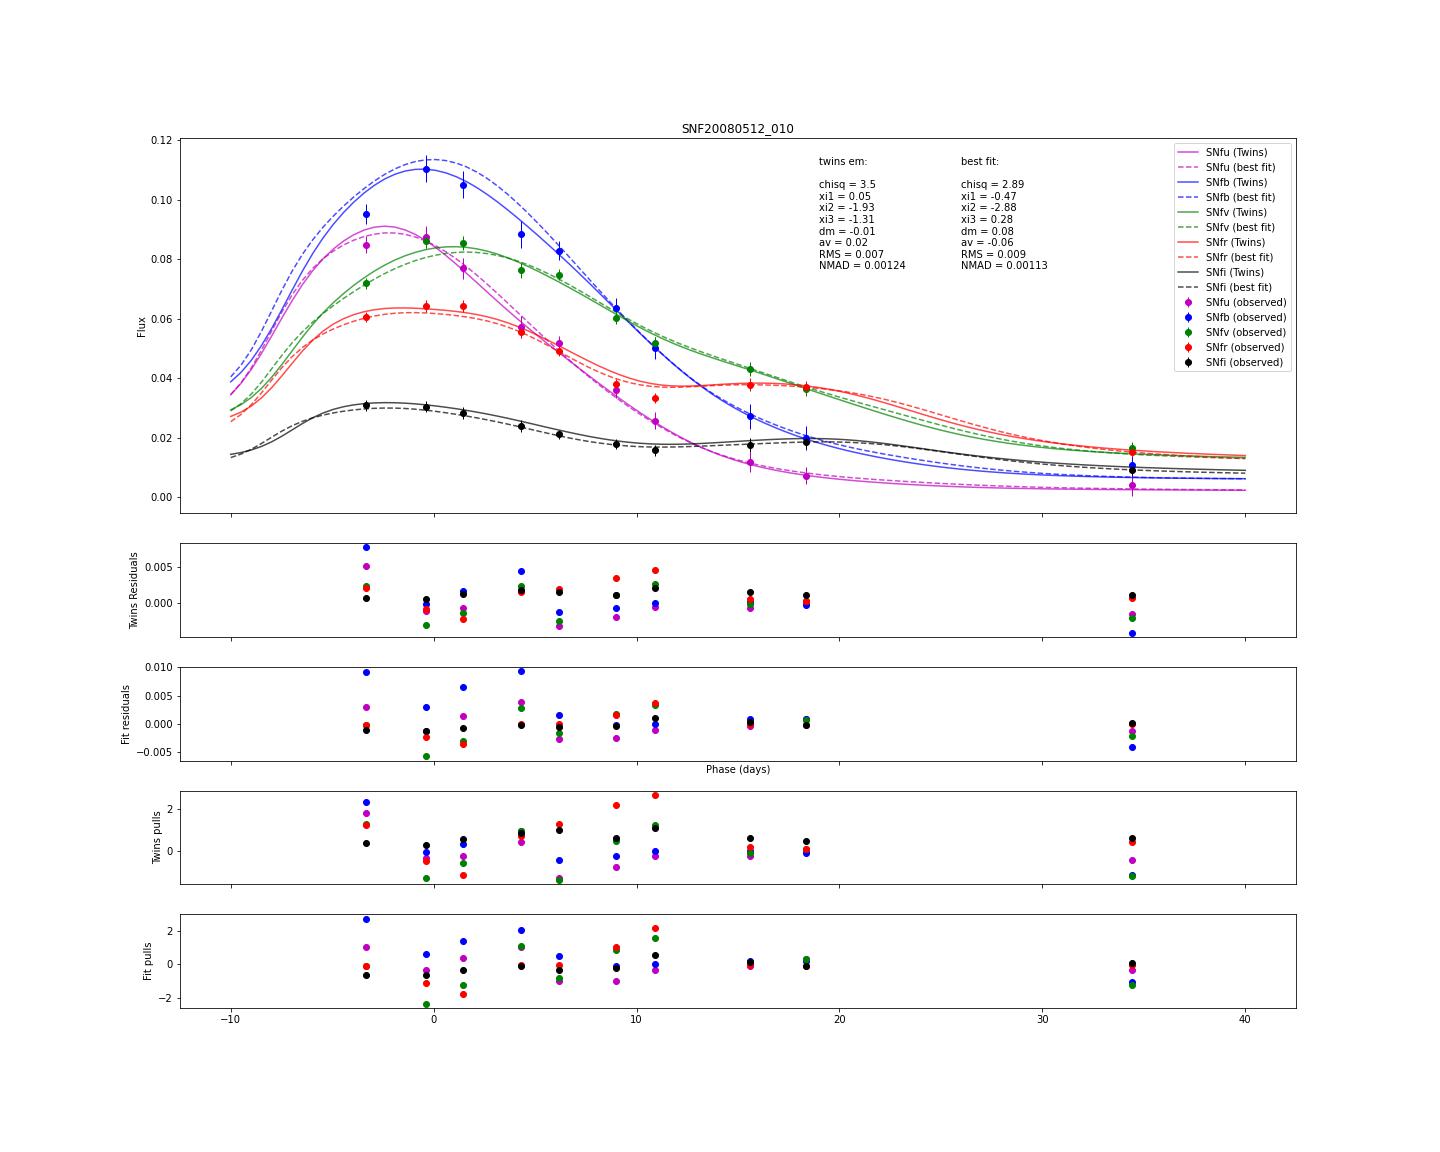 SNF20080512_010
0.12
0.10
0.08
0.06
0.04
0.02
0.00
Flux
twins em:
chisq = 3.5
xi1 = 0.05
xi2 = -1.93
xi3 = -1.31
dm = -0.01
av = 0.02
RMS = 0.007
NMAD = 0.00124
best fit:
chisq = 2.89
xi1 = -0.47
xi2 = -2.88
xi3 = 0.28
dm = 0.08
av = -0.06
RMS = 0.009
NMAD = 0.00113
SNfu (Twins)
SNfu (best fit)
SNfb (Twins)
SNfb (best fit)
SNfv (Twins)
SNfv (best fit)
SNfr (Twins)
SNfr (best fit)
SNfi (Twins)
SNfi (best fit)
SNfu (observed)
SNfb (observed)
SNfv (observed)
SNfr (observed)
SNfi (observed)
0.005
0.000
Twins Residuals
0.010
0.005
0.000
−0.005
Fit residuals
Phase (days)
2
0
Twins pulls
2
0
−2
Fit pulls
−10
0
10
20
30
40